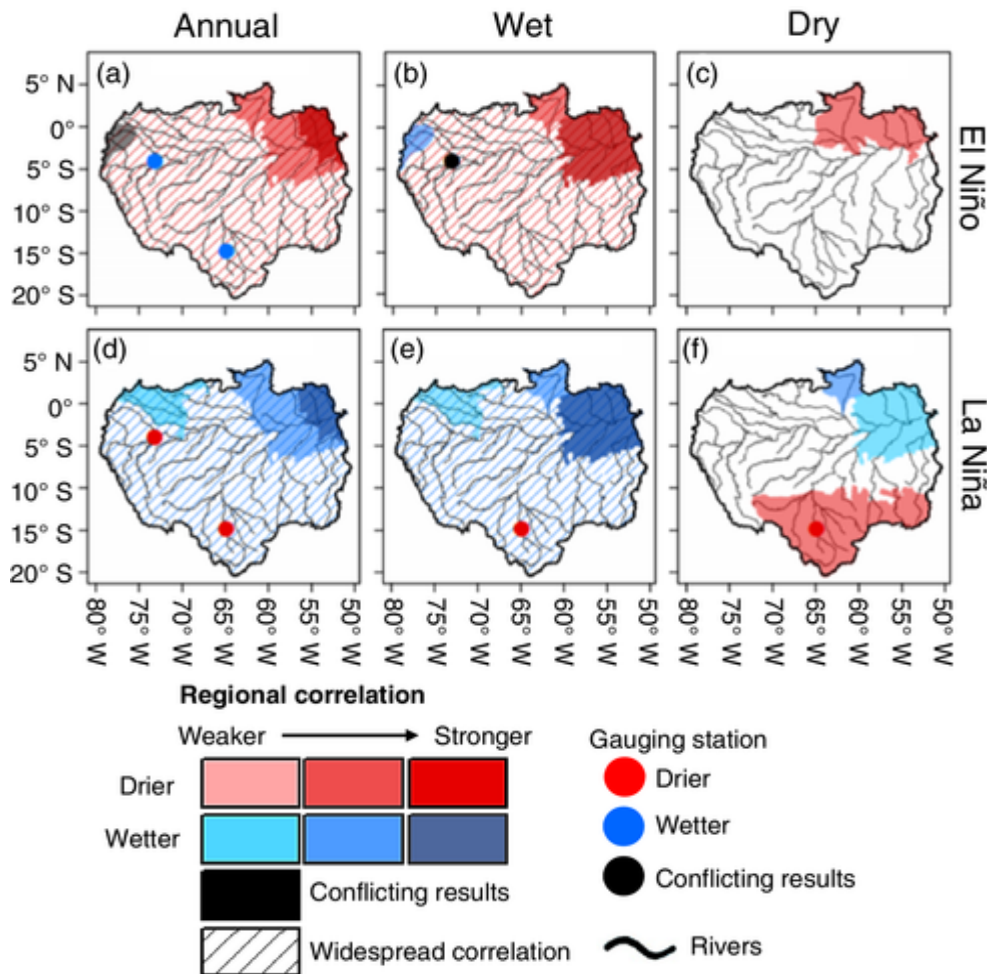 Annual Wet Dry
(a) (b) (c)
5° N
0°
5° S
10° S
15° S
20° S
El Niño
(d) (e) (f)
5° N
0°
5° S
10° S
15° S
20° S
La Niña
80° W 75° W 70° W 65° W 60° W 55° W 50° W 80° W 75° W 70° W 65° W 60° W 55° W 50° W 80° W 75° W 70° W 65° W 60° W 55° W 50° W
Regional correlation
Weaker Stronger
Drier
Wetter
Conflicting results
Widespread correlation
Gauging station
Drier
Wetter
Conflicting results
Rivers